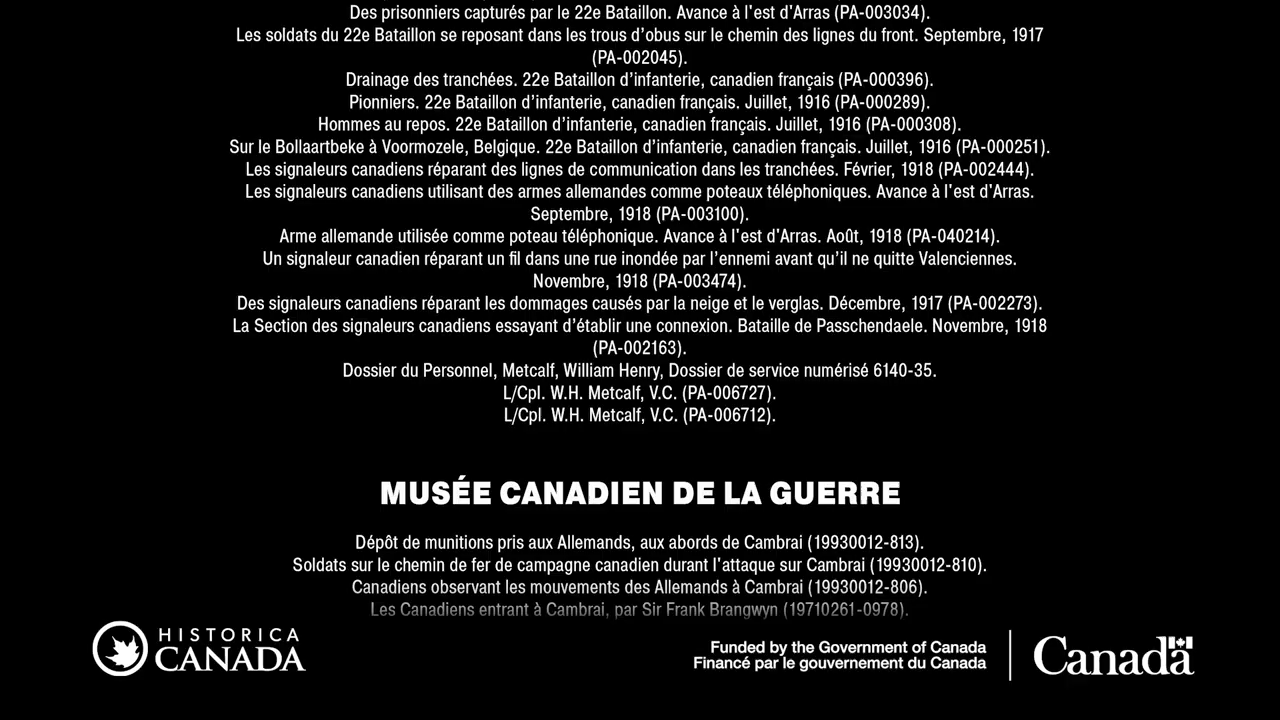 Des prisonniers capturés par le 22e Bataillon. Avance à l'est d'Arras (PA-003034).
Les soldats du 22e Bataillon se reposant dans les trous d’obus sur le chemin des lignes du front. Septembre, 1917
(PA-002045).
Drainage des tranchées. 22e Bataillon d’infanterie, canadien français (PA-000396).
Pionniers. 22e Bataillon d’infanterie, canadien français. Juillet, 1916 (PA-000289).
Hommes au repos. 22e Bataillon d’infanterie, canadien français. Juillet, 1916 (PA-000308).
Sur le Bollaartbeke à Voormozele, Belgique. 22e Bataillon d’infanterie, canadien français. Juillet, 1916 (PA-000251).
Les signaleurs canadiens réparant des lignes de communication dans les tranchées. Février, 1918 (PA-002444).
Les signaleurs canadiens utilisant des armes allemandes comme poteaux téléphoniques. Avance à l'est d'Arras.
Septembre, 1918 (PA-003100).
Arme allemande utilisée comme poteau téléphonique. Avance à l'est d'Arras. Août, 1918 (PA-040214).
Un signaleur canadien réparant un fil dans une rue inondée par l’ennemi avant qu’il ne quitte Valenciennes.
Novembre, 1918 (PA-003474).
Des signaleurs canadiens réparant les dommages causés par la neige et le verglas. Décembre, 1917 (PA-002273).
La Section des signaleurs canadiens essayant d’établir une connexion. Bataille de Passchendaele. Novembre, 1918
(PA-002163).
Dossier du Personnel, Metcalf, William Henry, Dossier de service numérisé 6140-35.
L/Cpl. W.H. Metcalf, V.C. (PA-006727).
L/Cpl. W.H. Metcalf, V.C. (PA-006712).
MUSÉE CANADIEN DE LA GUERRE
Dépôt de munitions pris aux Allemands, aux abords de Cambrai (19930012-813).
Soldats sur le chemin de fer de campagne canadien durant l'attaque sur Cambrai (19930012-810).
Canadiens observant les mouvements des Allemands à Cambrai (19930012-806).
Les Canadiens entrant à Cambrai, par Sir Frank Brangwyn (19710261-0978).
HISTORICA
CANADA
Funded by the Government of Canada
Financé par le gouvernement du Canada
Canada